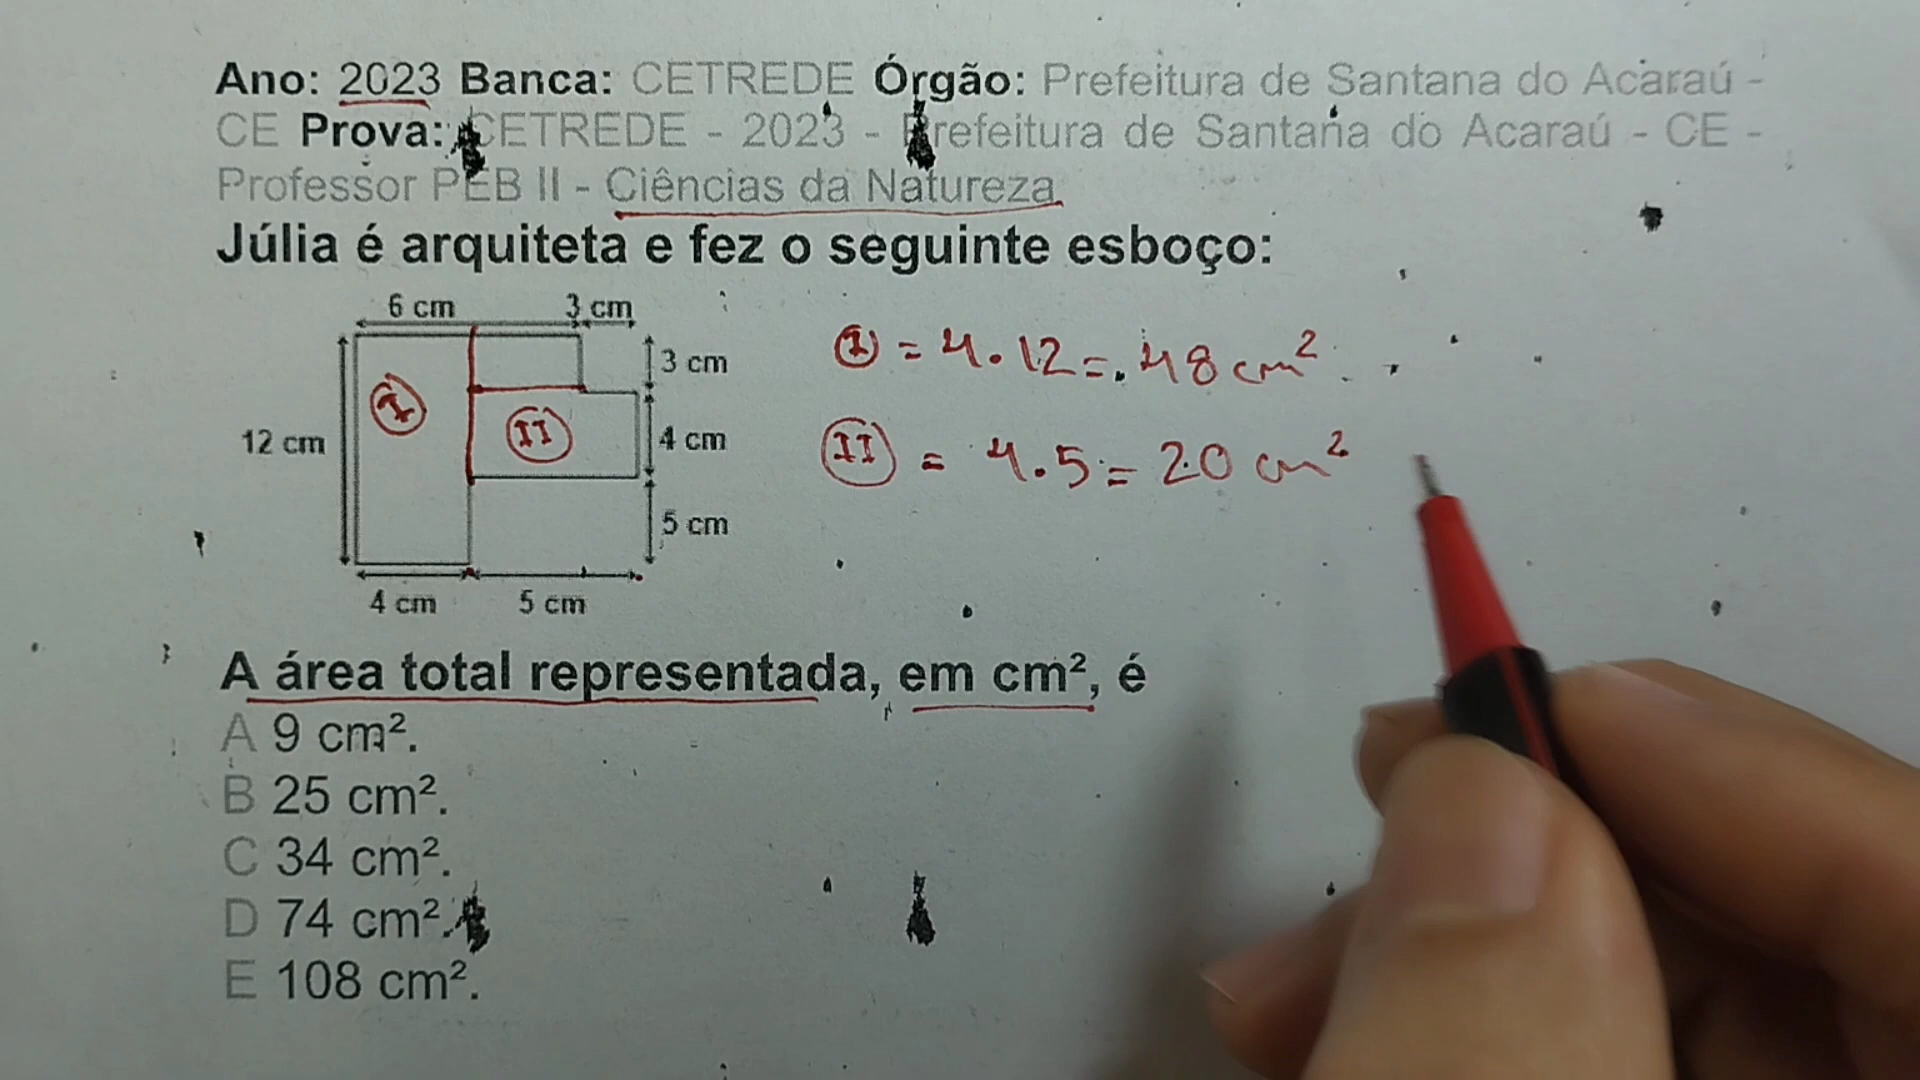 Ano: 2023 Banca: CETREDE Órgão: Prefeitura de Santana do Acaraú -
CE Prova: CETREDE - 2023 - Prefeitura de Santana do Acaraú - CE -
Professor PEB II - Ciências da Natureza
Júlia é arquiteta e fez o seguinte esboço:
6 cm 3 cm
I = 4.12 = 48 cm²
3 cm
I
II
12 cm
4 cm
II = 4.5 = 20 cm²
5 cm
4 cm 5 cm
A área total representada, em cm², é
A 9 cm².
B 25 cm².
C 34 cm².
D 74 cm².
E 108 cm².